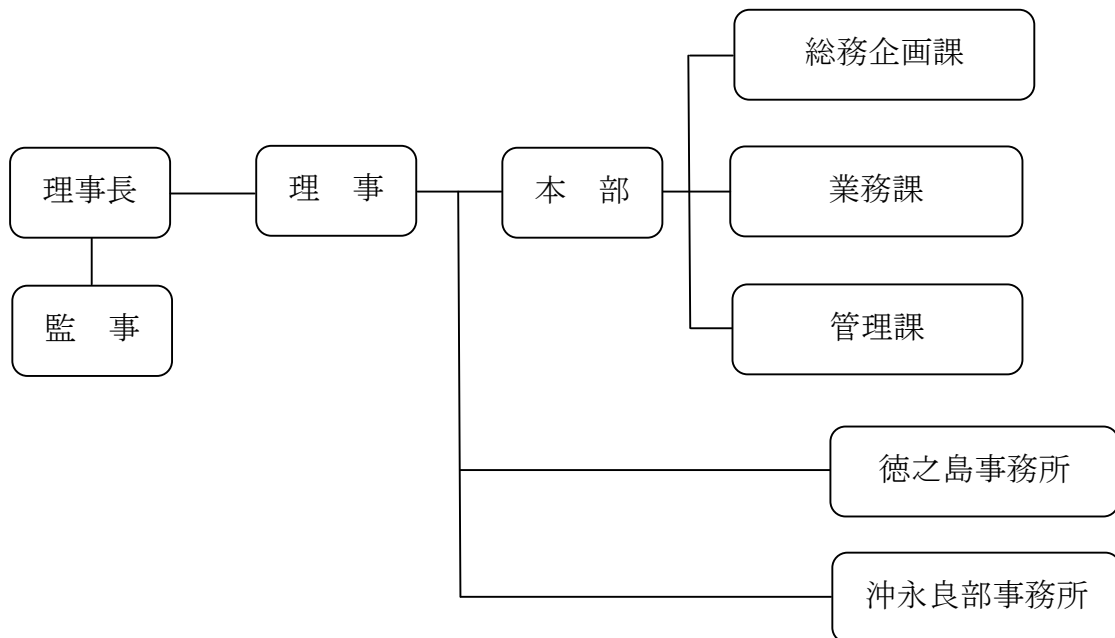 総務企画課
理事長
理　事
本　部
業務課
監　事
管理課
徳之島事務所
沖永良部事務所